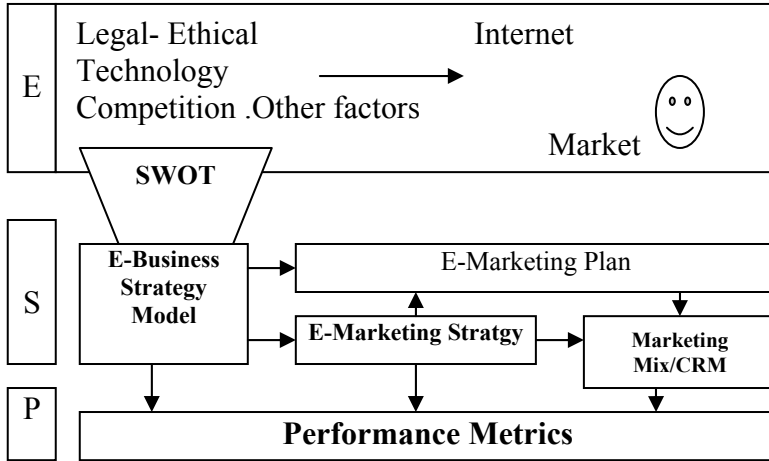 E
Legal- Ethical
Technology
Competition .Other factors
Internet
Market
SWOT
S
E-Business
Strategy
Model
E-Marketing Plan
E-Marketing Stratgy
Marketing
Mix/CRM
P
Performance Metrics